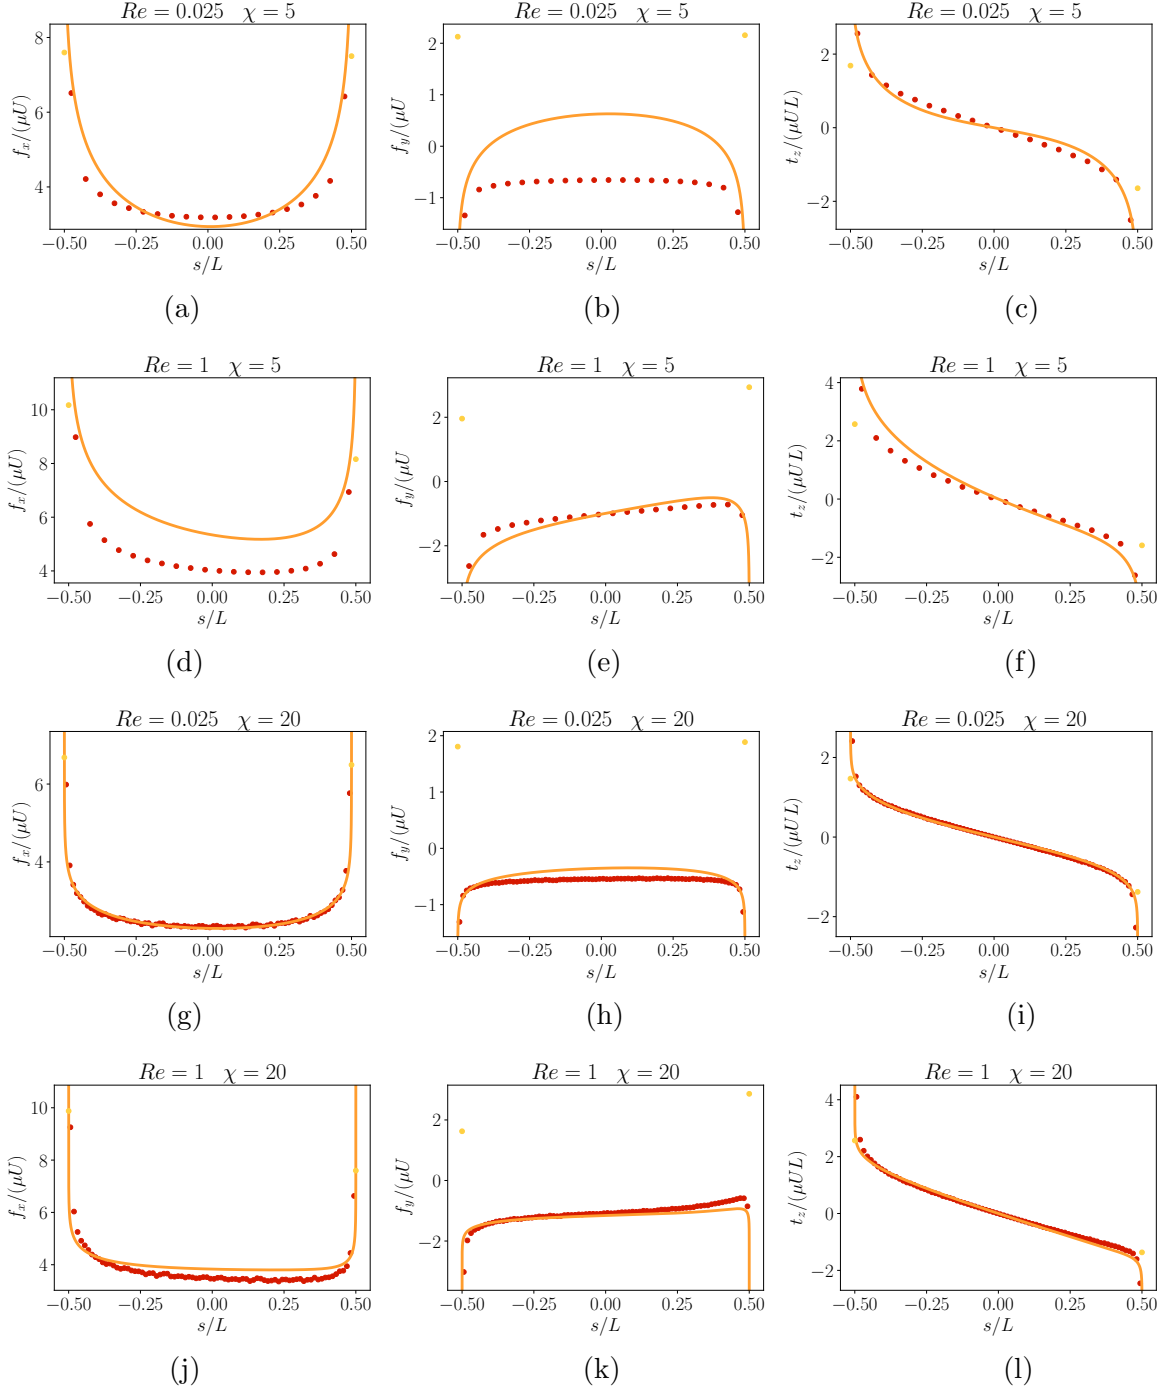 Re = 0.025 χ = 5
Re = 0.025 χ = 5
Re = 0.025 χ = 5
f_x/(μU)
8
6
4
−0.50 −0.25 0.00 0.25 0.50
s/L
(a)
f_y/(μU
2
1
0
−1
−0.50 −0.25 0.00 0.25 0.50
s/L
(b)
t_z/(μUL)
2
0
−2
−0.50 −0.25 0.00 0.25 0.50
s/L
(c)
Re = 1 χ = 5
Re = 1 χ = 5
Re = 1 χ = 5
f_x/(μU)
10
8
6
4
−0.50 −0.25 0.00 0.25 0.50
s/L
(d)
f_y/(μU
2
0
−2
−0.50 −0.25 0.00 0.25 0.50
s/L
(e)
t_z/(μUL)
4
2
0
−2
−0.50 −0.25 0.00 0.25 0.50
s/L
(f)
Re = 0.025 χ = 20
Re = 0.025 χ = 20
Re = 0.025 χ = 20
f_x/(μU)
6
4
−0.50 −0.25 0.00 0.25 0.50
s/L
(g)
f_y/(μU
2
1
0
−1
−0.50 −0.25 0.00 0.25 0.50
s/L
(h)
t_z/(μUL)
2
0
−2
−0.50 −0.25 0.00 0.25 0.50
s/L
(i)
Re = 1 χ = 20
Re = 1 χ = 20
Re = 1 χ = 20
f_x/(μU)
10
8
6
4
−0.50 −0.25 0.00 0.25 0.50
s/L
(j)
f_y/(μU
2
0
−2
−0.50 −0.25 0.00 0.25 0.50
s/L
(k)
t_z/(μUL)
4
2
0
−2
−0.50 −0.25 0.00 0.25 0.50
s/L
(l)